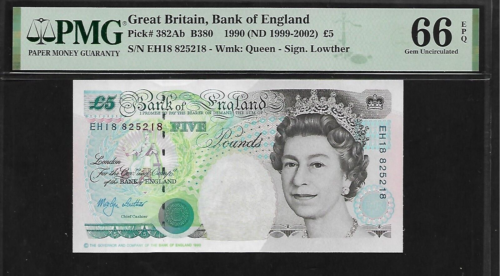 PMG
PAPER MONEY GUARANTY
Great Britain, Bank of England
Pick# 382Ab B380 1990 (ND 1999-2002) £5
S/N EH18 825218 - Wmk: Queen - Sign. Lowther
66 EPQ
Gem Uncirculated
£5
Bank of England
EH18 825218
FIVE
Pounds
London
For the Gov.r and Comp.a
of the BANK of ENGLAND
Chief Cashier
EH18 825218